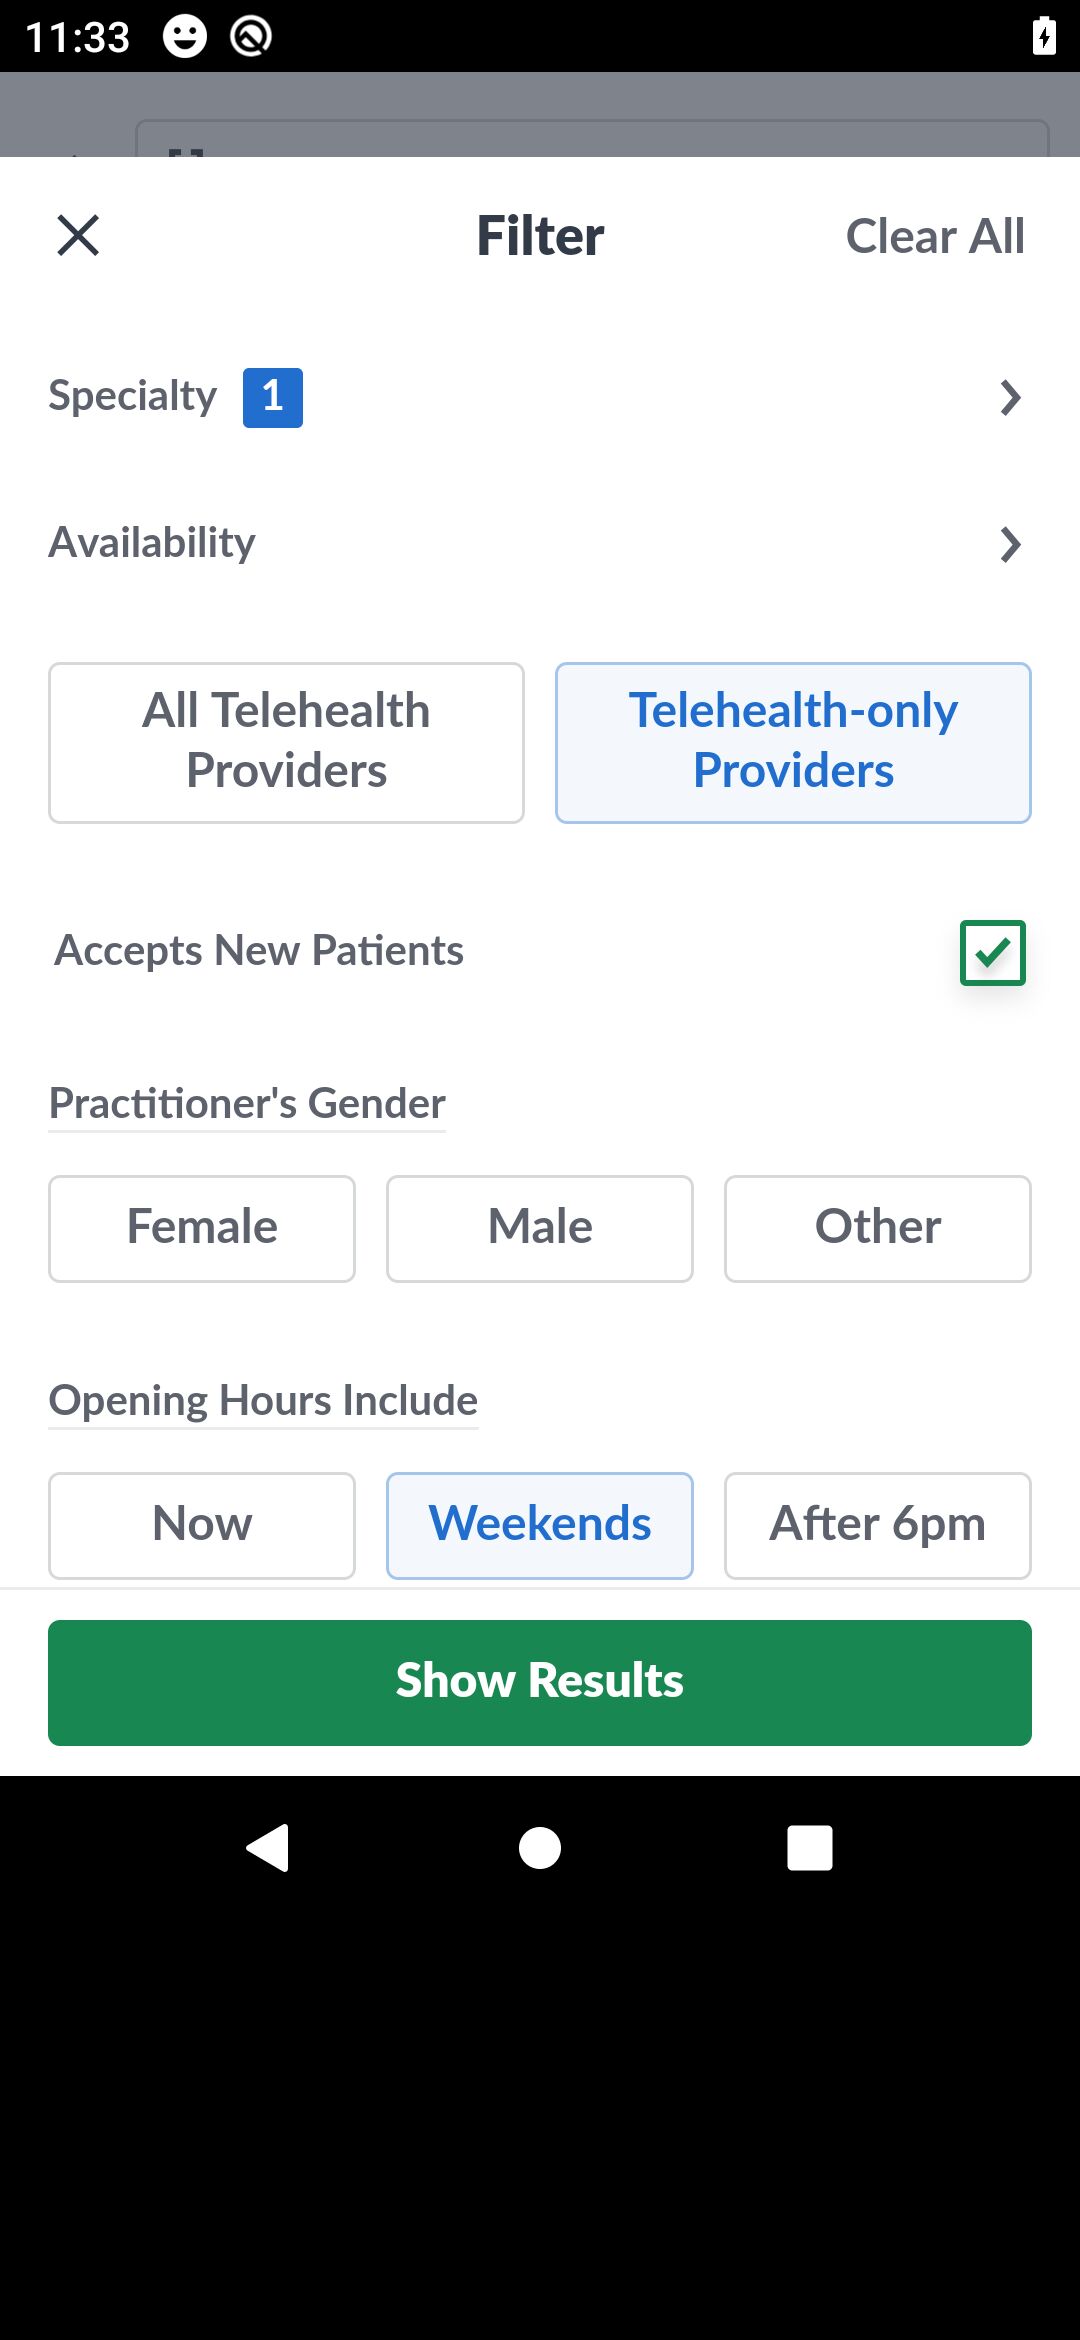 11:33
Filter
Clear All
Specialty 1
Availability
All Telehealth
Providers
Telehealth-only
Providers
Accepts New Patients
Practitioner's Gender
Female
Male
Other
Opening Hours Include
Now
Weekends
After 6pm
Show Results